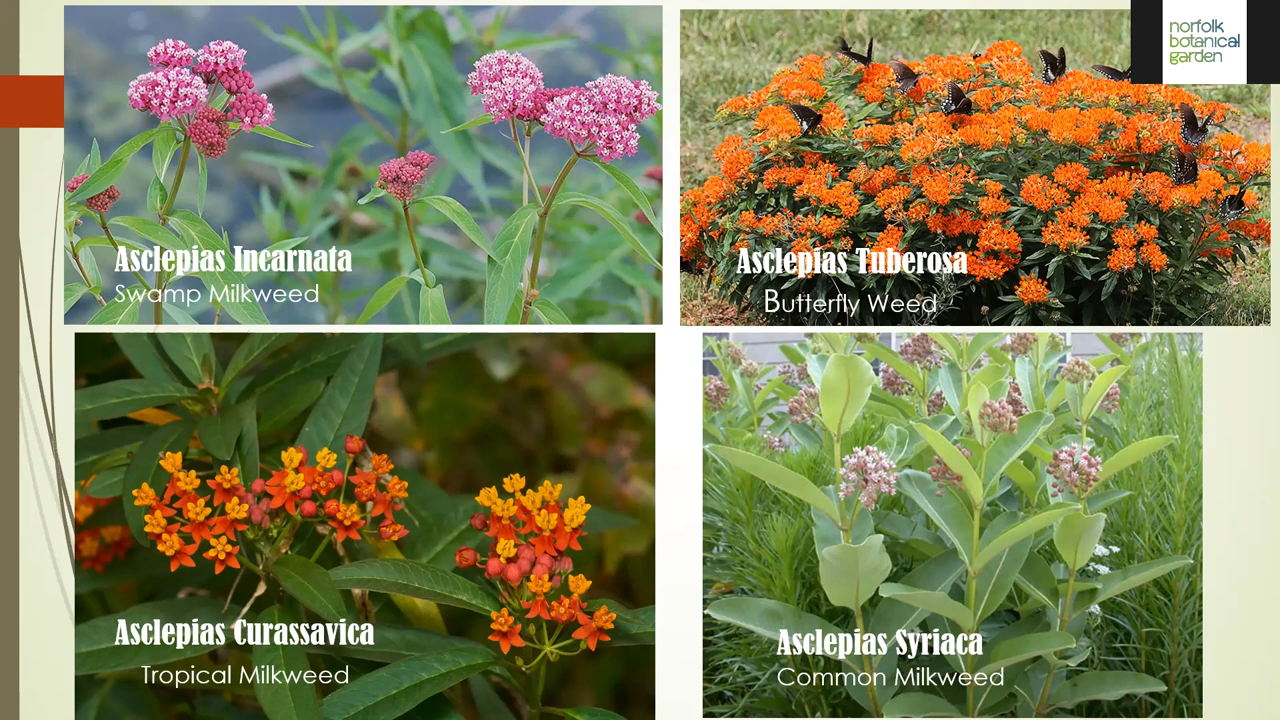 norfolk
botanical
garden
Asclepias Incarnata
Swamp Milkweed
Asclepias Tuberosa
Butterfly Weed
Asclepias Curassavica
Tropical Milkweed
Asclepias Syriaca
Common Milkweed